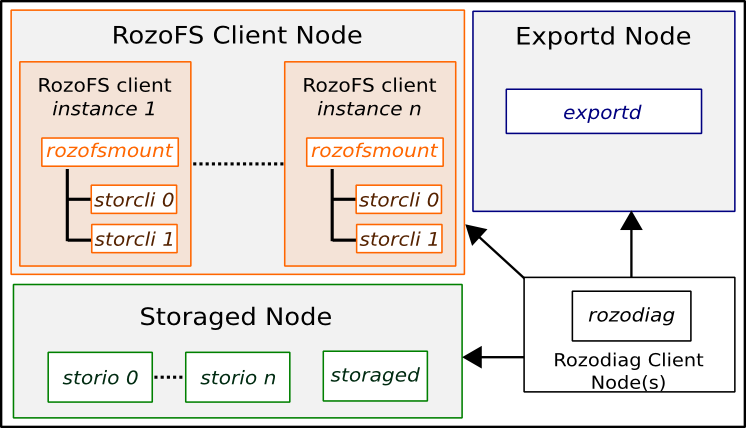 RozoFS Client Node
RozoFS client
instance 1
rozofsmount
storcli 0
storcli 1
RozoFS client
instance n
rozofsmount
storcli 0
storcli 1
Exportd Node
exportd
Storaged Node
storio 0
storio n
storaged
rozodiag
Rozodiag Client
Node(s)